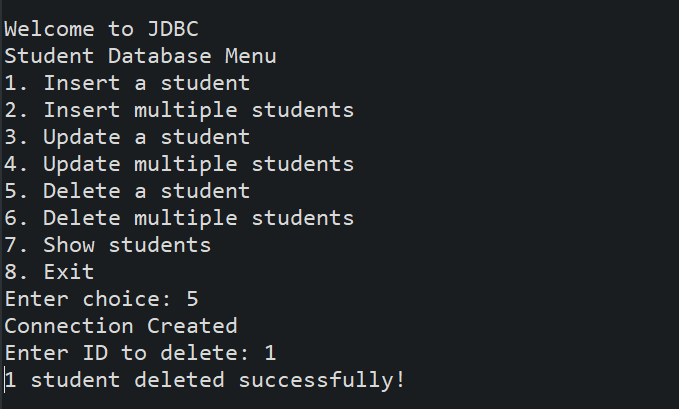 Welcome to JDBC
Student Database Menu
1. Insert a student
2. Insert multiple students
3. Update a student
4. Update multiple students
5. Delete a student
6. Delete multiple students
7. Show students
8. Exit
Enter choice: 5
Connection Created
Enter ID to delete: 1
1 student deleted successfully!